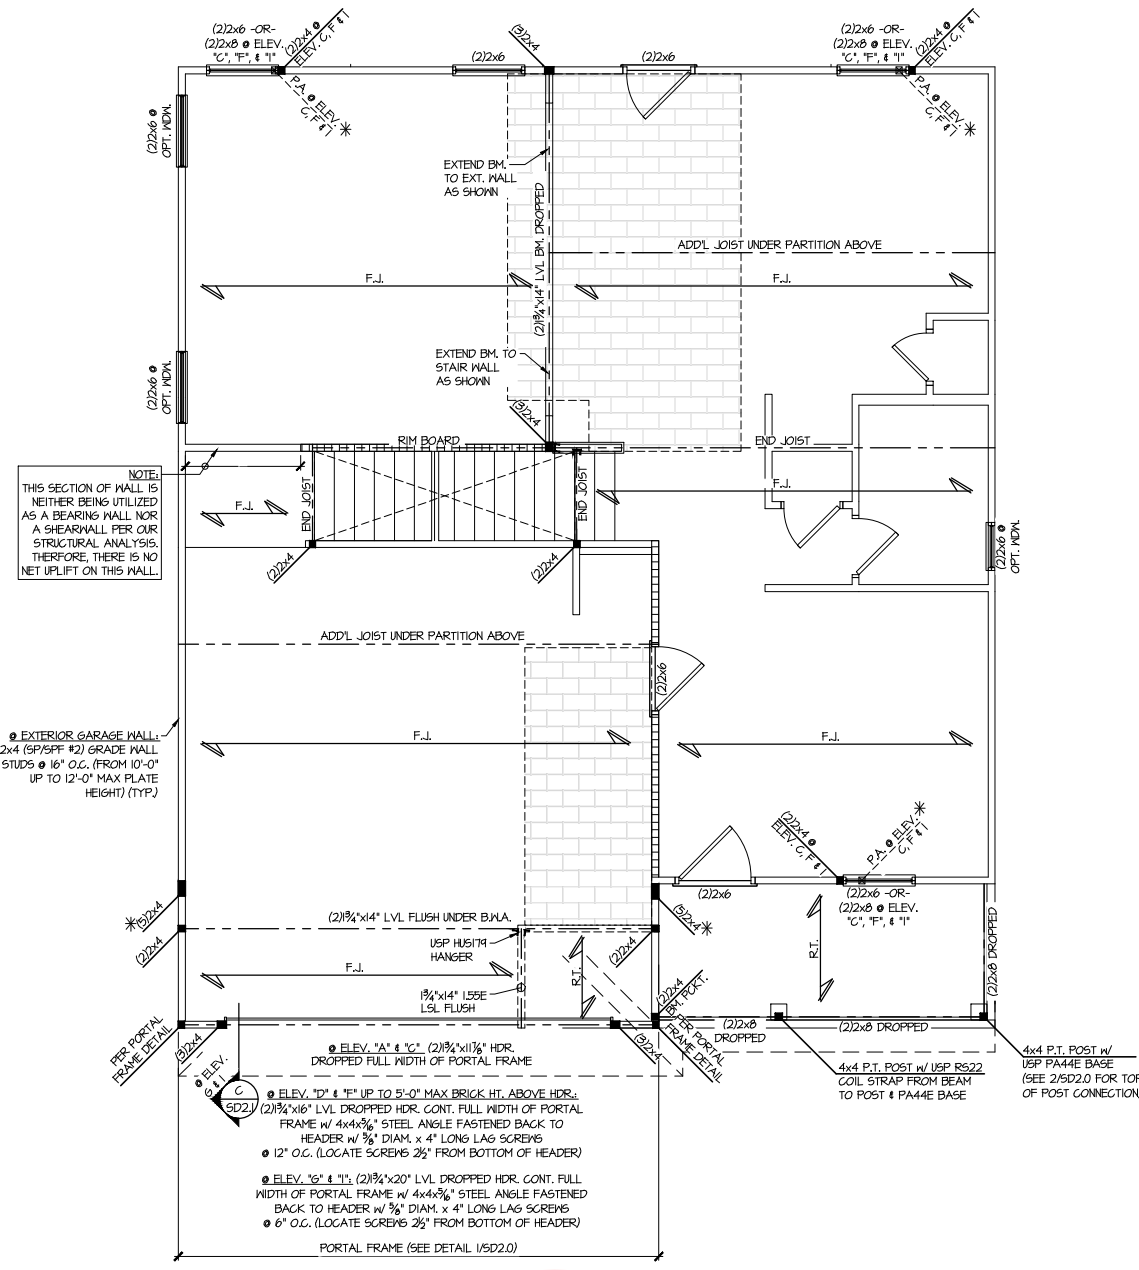 (2)2x6 -OR-
(2)2x8 @ ELEV.
"C", "F", & "I"
(2)2x4 @
ELEV. C, F & I
P.A. @ ELEV.
C, F & I
*
(2)2x6
(3)2x4
(2)2x6
(2)2x6 -OR-
(2)2x8 @ ELEV.
"C", "F", & "I"
(2)2x4 @
ELEV. C, F & I
P.A. @ ELEV.
C, F & I
*
(2)2x6 @
OPT. WDW.
EXTEND BM.
TO EXT. WALL
AS SHOWN
(2)1¾"x14" LVL BM. DROPPED
ADD'L JOIST UNDER PARTITION ABOVE
F.J.
F.J.
EXTEND BM. TO
STAIR WALL
AS SHOWN
(2)2x6 @
OPT. WDW.
(3)2x4
RIM BOARD
END JOIST
NOTE:
THIS SECTION OF WALL IS
NEITHER BEING UTILIZED
AS A BEARING WALL NOR
A SHEARWALL PER OUR
STRUCTURAL ANALYSIS.
THERFORE, THERE IS NO
NET UPLIFT ON THIS WALL.
F.J.
END JOIST
END JOIST
F.J.
(2)2x6 @
OPT. WDW.
(2)2x4
(2)2x4
ADD'L JOIST UNDER PARTITION ABOVE
(2)2x6
@ EXTERIOR GARAGE WALL:
2x4 (SP/SPF #2) GRADE WALL
STUDS @ 16" O.C. (FROM 10'-0"
UP TO 12'-0" MAX PLATE
HEIGHT) (TYP.)
F.J.
F.J.
(2)2x4 @
ELEV. C, F & I
P.A. @ ELEV.
C, F & I
*
(2)2x6
(2)2x6 -OR-
(2)2x8 @ ELEV.
"C", "F", & "I"
*(5)2x4
(2)2x4
(2)1¾"x14" LVL FLUSH UNDER B.W.A.
USP HUS179
HANGER
(5)2x4*
(2)2x4
F.J.
R.T.
R.T.
(2)2x8 DROPPED
1¾"x14" 1.55E
LSL FLUSH
(2)2x4
BM. PCKT.
PER PORTAL
FRAME DETAIL
(3)2x4
(3)2x4
PER PORTAL
FRAME DETAIL
(2)2x8
DROPPED
(2)2x8 DROPPED
@ ELEV. "A" & "C" (2)1¾"x11⅞" HDR.
DROPPED FULL WIDTH OF PORTAL FRAME
4x4 P.T. POST W/ USP RS22
COIL STRAP FROM BEAM
TO POST & PA44E BASE
4x4 P.T. POST W/
USP PA44E BASE
(SEE 2/SD2.0 FOR TOP
OF POST CONNECTION
@ ELEV.
C
SD2.1
@ ELEV. "D" & "F" UP TO 5'-0" MAX BRICK HT. ABOVE HDR.:
(2)1¾"x16" LVL DROPPED HDR. CONT. FULL WIDTH OF PORTAL
FRAME W/ 4x4x5/16" STEEL ANGLE FASTENED BACK TO
HEADER W/ ⅝" DIAM. x 4" LONG LAG SCREWS
@ 12" O.C. (LOCATE SCREWS 2½" FROM BOTTOM OF HEADER)
@ ELEV. "G" & "I": (2)1¾"x20" LVL DROPPED HDR. CONT. FULL
WIDTH OF PORTAL FRAME W/ 4x4x5/16" STEEL ANGLE FASTENED
BACK TO HEADER W/ ⅝" DIAM. x 4" LONG LAG SCREWS
@ 6" O.C. (LOCATE SCREWS 2½" FROM BOTTOM OF HEADER)
PORTAL FRAME (SEE DETAIL 1/SD2.0)